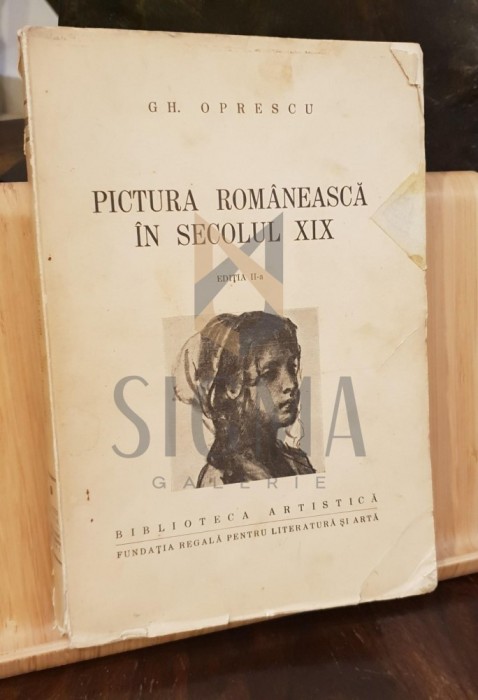 GH. OPRESCU
PICTURA ROMÂNEASCĂ
ÎN SECOLUL XIX
EDIȚIA II-a
SIGMA
GALERIE
BIBLIOTECA ARTISTICĂ
FUNDAȚIA REGALĂ PENTRU LITERATURĂ ȘI ARTĂ